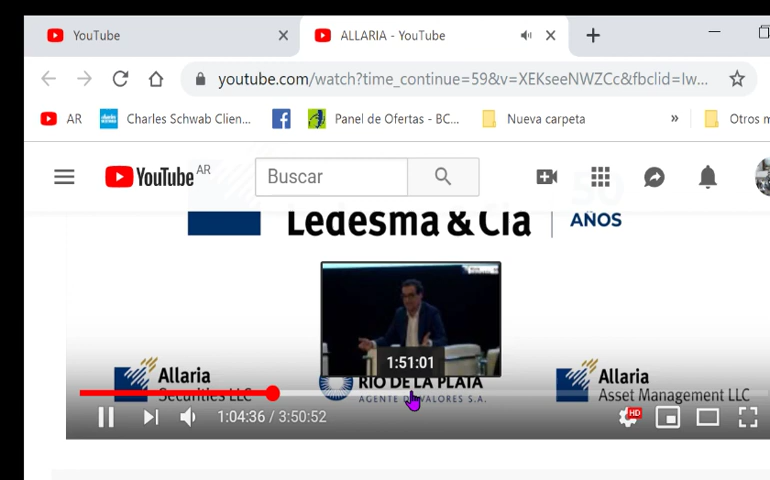 YouTube
ALLARIA - YouTube
youtube.com/watch?time_continue=59&v=XEKseeNWZCc&fbclid=Iw...
AR
Charles Schwab Clien...
Panel de Ofertas - BC...
Nueva carpeta
»
Otros m
YouTube AR
Buscar
50
Ledesma & Cía
AÑOS
1:51:01
Allaria
Securities LLC
RIO DE LA PLATA
AGENTE DE VALORES S.A.
Allaria
Asset Management LLC
1:04:36 / 3:50:52
HD